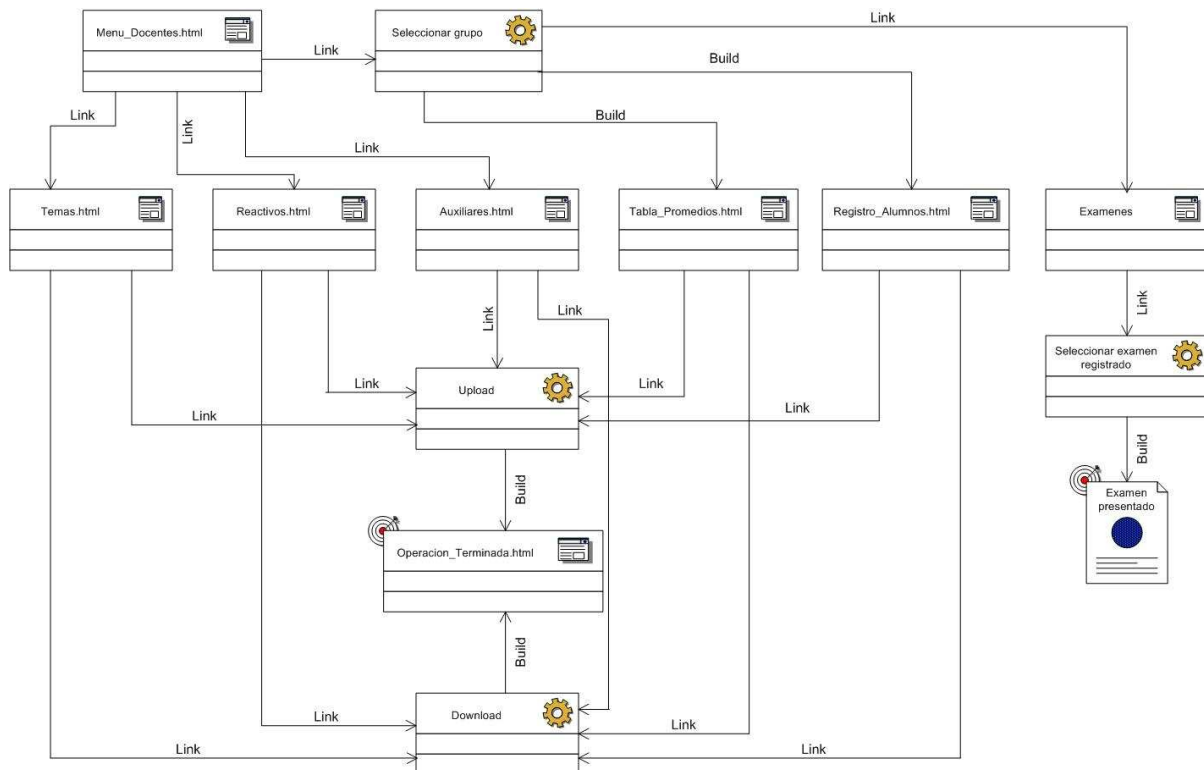 Menu_Docentes.html
Seleccionar grupo
Link
Link
Build
Link
Link
Link
Build
Temas.html
Reactivos.html
Auxiliares.html
Tabla_Promedios.html
Registro_Alumnos.html
Examenes
Link
Link
Link
Seleccionar examen
registrado
Link
Upload
Link
Link
Link
Build
Build
Examen
presentado
Operacion_Terminada.html
Build
Link
Download
Link
Link
Link